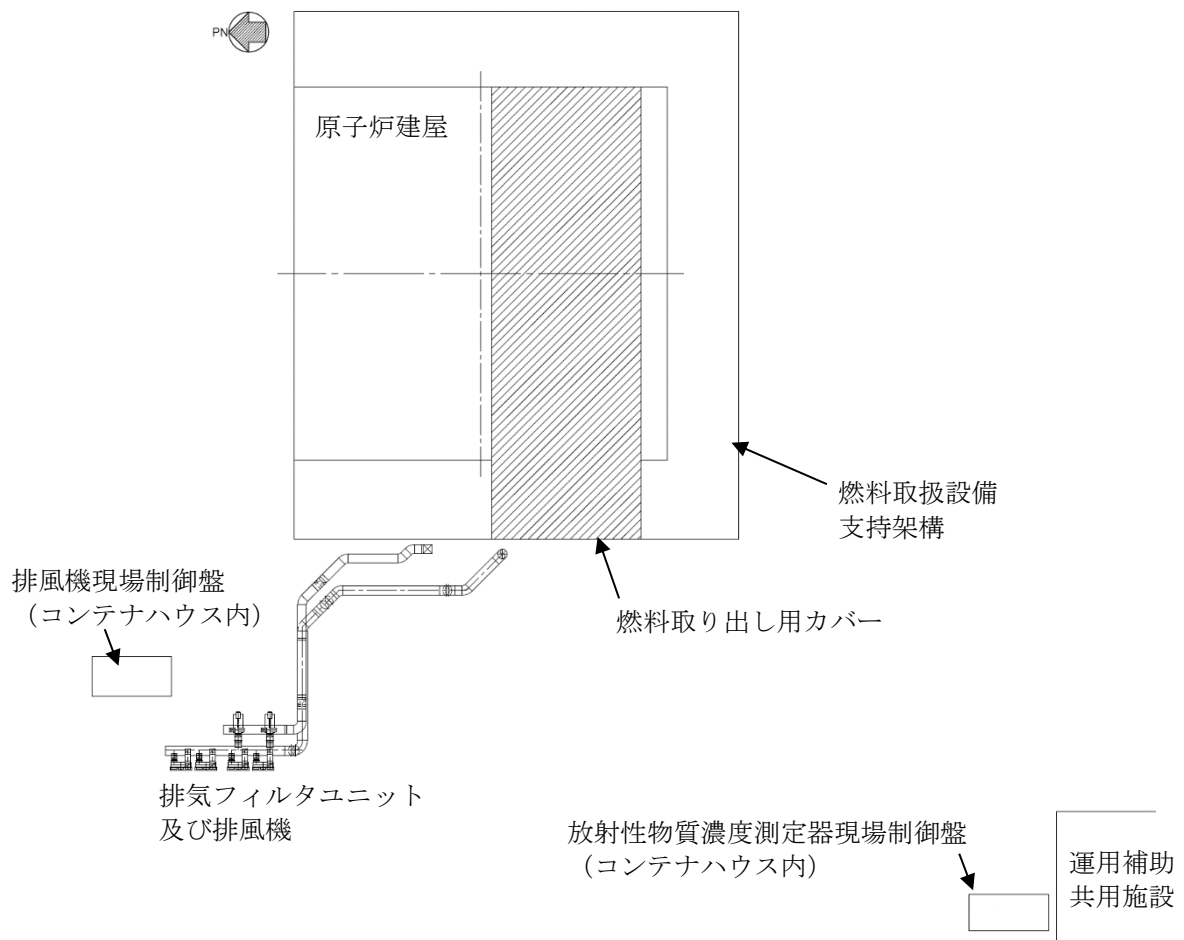 PN
原子炉建屋
燃料取扱設備
支持架構
排風機現場制御盤
（コンテナハウス内）
燃料取り出し用カバー
排気フィルタユニット
及び排風機
放射性物質濃度測定器現場制御盤
（コンテナハウス内）
運用補助
共用施設